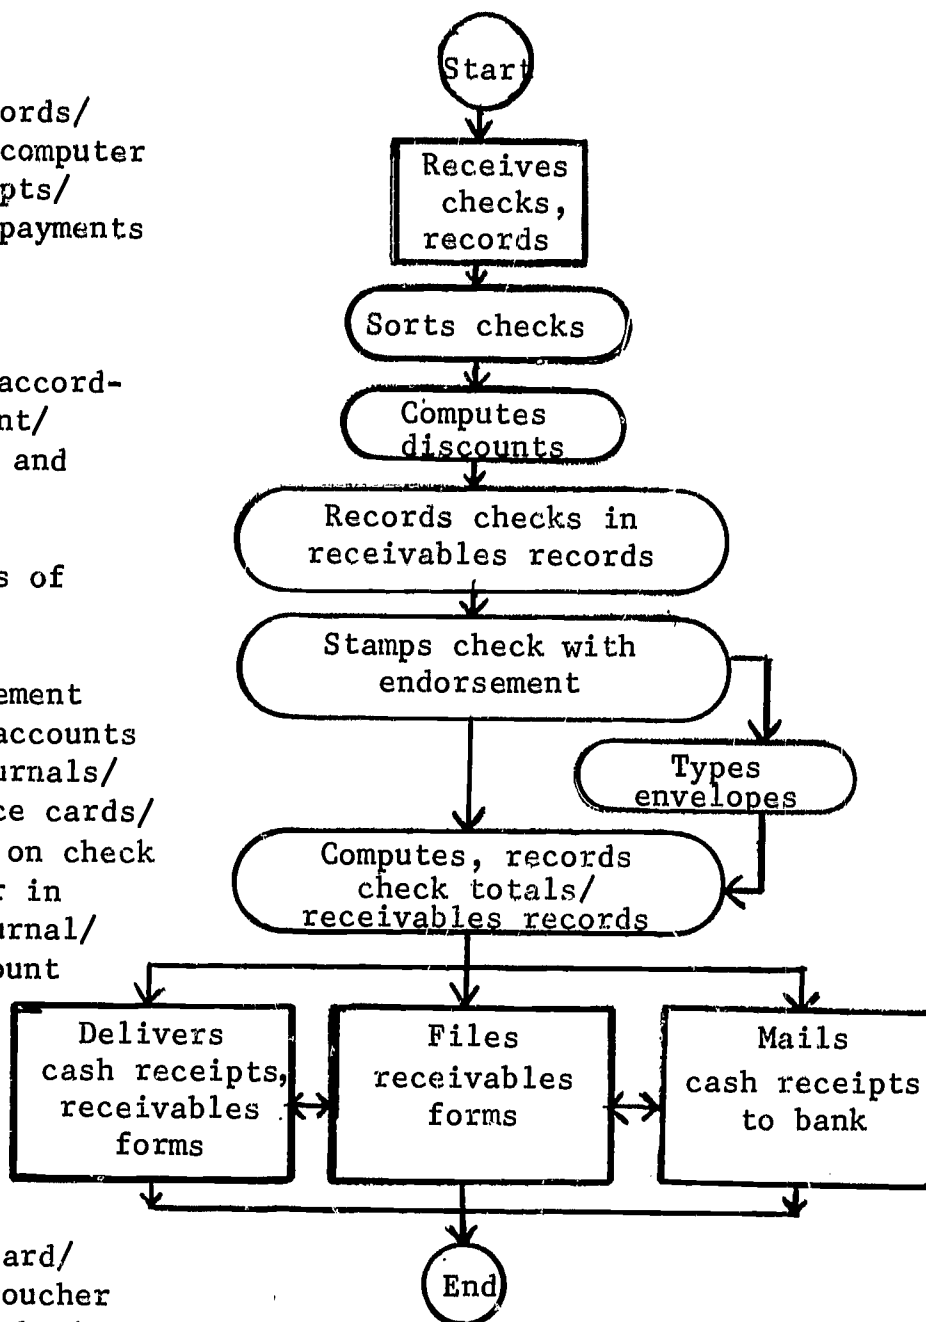 ords/
computer
pts/
payments
accord-
nt/
and
s of
ement
accounts
urnals/
ce cards/
on check
r in
urnal/
ount
ard/
oucher
Start
Receives
checks,
records
Sorts checks
Computes
discounts
Records checks in
receivables records
Stamps check with
endorsement
Types
envelopes
Computes, records
check totals/
receivables records
Delivers
cash receipts,
receivables
forms
Files
receivables
forms
Mails
cash receipts
to bank
End